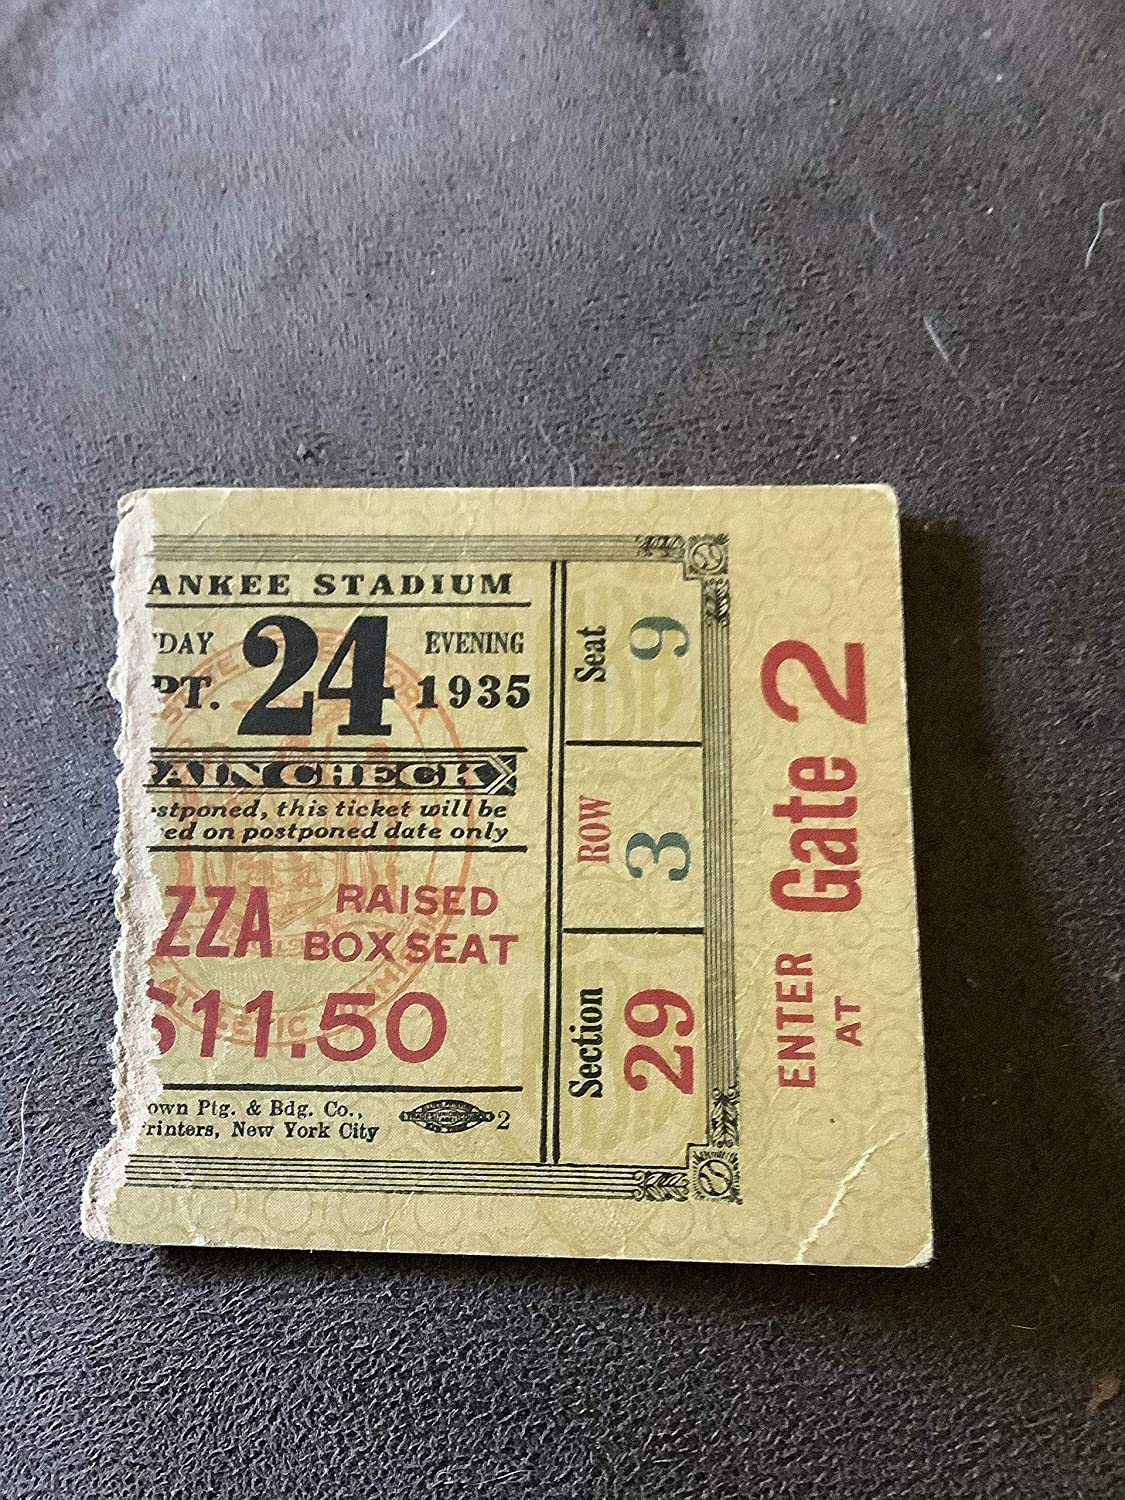 ANKEE STADIUM
DAY EVENING
PT. 24 1935
AIN CHECK
stponed, this ticket will be
ed on postponed date only
ZZA RAISED
BOX SEAT
$11.50
own Ptg. & Bdg. Co.,
rinters, New York City
2
Seat 9
ROW 3
Section 29
ENTER AT Gate 2